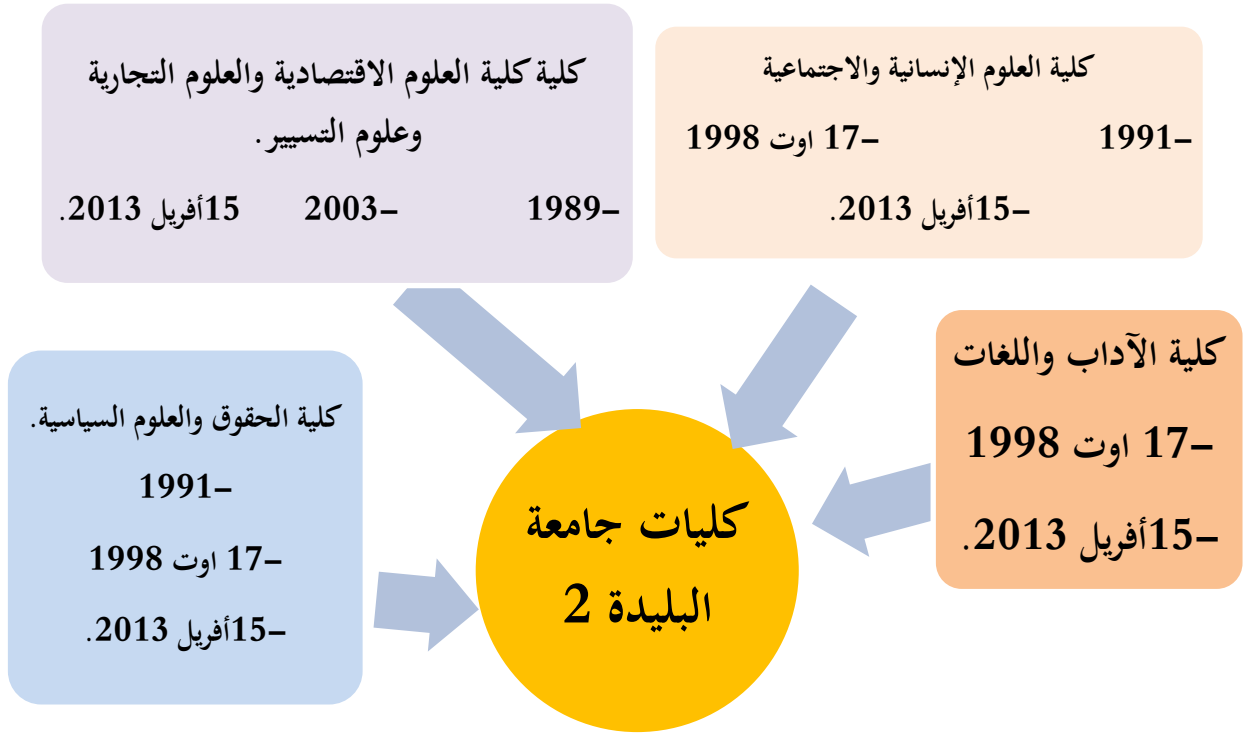 كلية العلوم الإنسانية والاجتماعية
–1991 –17 اوت 1998
–15أفريل 2013.
كلية كلية العلوم الاقتصادية والعلوم التجارية
وعلوم التسيير.
–1989 –2003 15أفريل 2013.
كلية الآداب واللغات
–17 اوت 1998
–15أفريل 2013.
كلية الحقوق والعلوم السياسية.
–1991
–17 اوت 1998
–15أفريل 2013.
كليات جامعة
البليدة 2